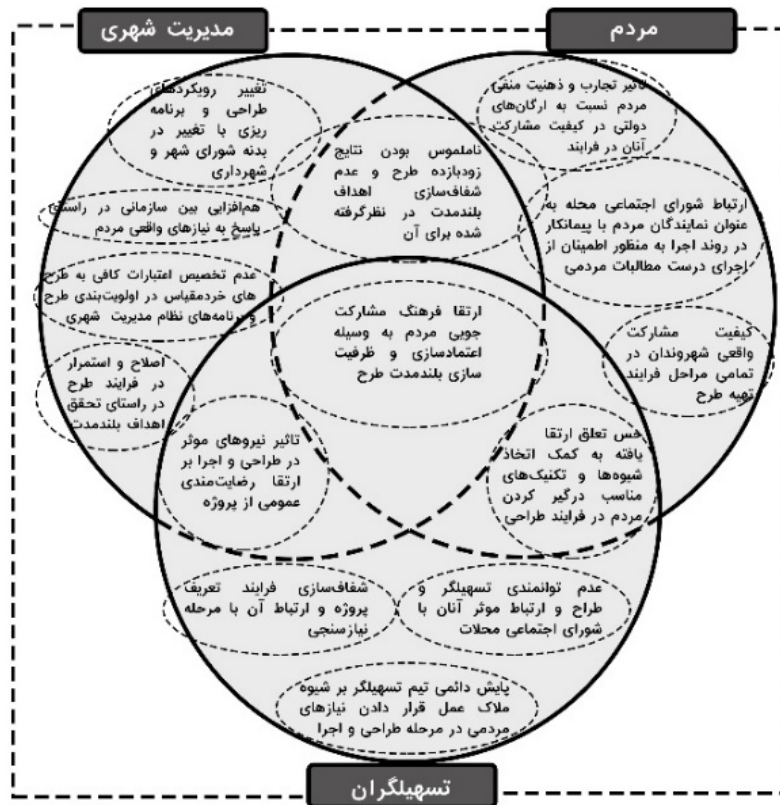 مردم
مدیریت شهری
تاثیر تجارب و ذهنیت منفی
مردم نسبت به ارگان‌های
دولتی در کیفیت مشارکت
آنان در فرایند
تغییر رویکردهای
طراحی و برنامه
ریزی با تغییر در
بدنه شورای شهر و
شهرداری
ناملموس بودن نتایج
زودبازده طرح و عدم
شفاف‌سازی اهداف
بلندمدت در نظرگرفته
شده برای آن
ارتباط شورای اجتماعی محله به
عنوان نمایندگان مردم با پیمانکار
در روند اجرا به منظور اطمینان از
اجرای درست مطالبات مردمی
هم‌افزایی بین سازمانی در راستای
پاسخ به نیازهای واقعی مردم
عدم تخصیص اعتبارات کافی به طرح
های خردمقیاس در اولویت‌بندی طرح
و برنامه‌های نظام مدیریت شهری
ارتقا فرهنگ مشارکت
جویی مردم به وسیله
اعتمادسازی و ظرفیت
سازی بلندمدت طرح
کیفیت مشارکت
واقعی شهروندان در
تمامی مراحل فرایند
تهیه طرح
اصلاح و استمرار
در فرایند طرح
در راستای تحقق
اهداف بلندمدت
حس تعلق ارتقا
یافته به کمک اتخاذ
شیوه‌ها و تکنیک‌های
مناسب درگیر کردن
مردم در فرایند طراحی
تاثیر نیروهای موثر
در طراحی و اجرا بر
ارتقا رضایت‌مندی
عمومی از پروژه
عدم توانمندی تسهیلگر و
طراح و ارتباط موثر آنان با
شورای اجتماعی محلات
شفاف‌سازی فرایند تعریف
پروژه و ارتباط آن با مرحله
نیازسنجی
پایش دائمی تیم تسهیلگر بر شیوه
ملاک عمل قرار دادن نیازهای
مردمی در مرحله طراحی و اجرا
تسهیلگران